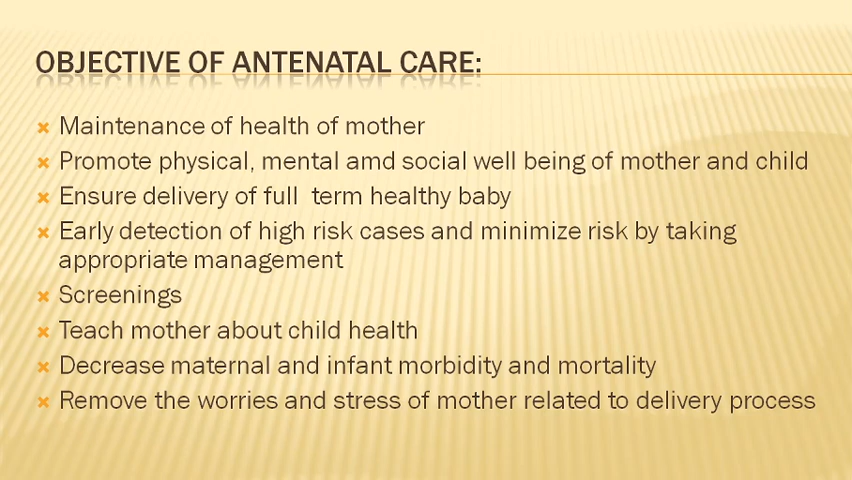 OBJECTIVE OF ANTENATAL CARE:
Maintenance of health of mother
Promote physical, mental amd social well being of mother and child
Ensure delivery of full  term healthy baby
Early detection of high risk cases and minimize risk by taking
appropriate management
Screenings
Teach mother about child health
Decrease maternal and infant morbidity and mortality
Remove the worries and stress of mother related to delivery process